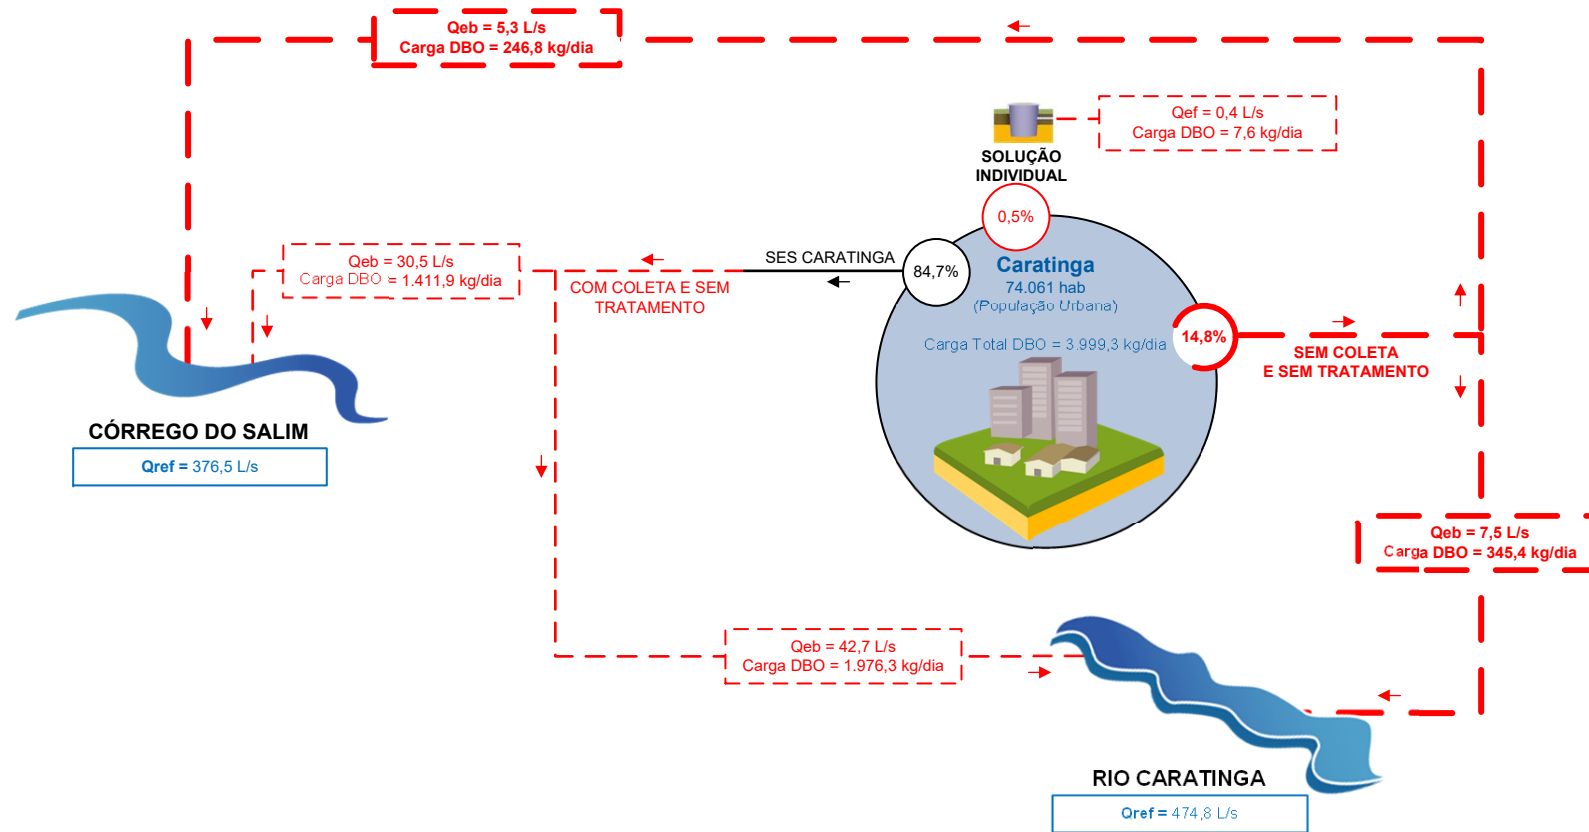 Qeb = 5,3 L/s
Carga DBO = 246,8 kg/dia
Qef = 0,4 L/s
Carga DBO = 7,6 kg/dia
SOLUÇÃO
INDIVIDUAL
0,5%
Qeb = 30,5 L/s
Carga DBO = 1.411,9 kg/dia
COM COLETA E SEM
TRATAMENTO
SES CARATINGA
84,7%
Caratinga
74.061 hab
(População Urbana)
Carga Total DBO = 3.999,3 kg/dia
14,8%
SEM COLETA
E SEM TRATAMENTO
CÓRREGO DO SALIM
Qref = 376,5 L/s
Qeb = 7,5 L/s
Carga DBO = 345,4 kg/dia
Qeb = 42,7 L/s
Carga DBO = 1.976,3 kg/dia
RIO CARATINGA
Qref = 474,8 L/s